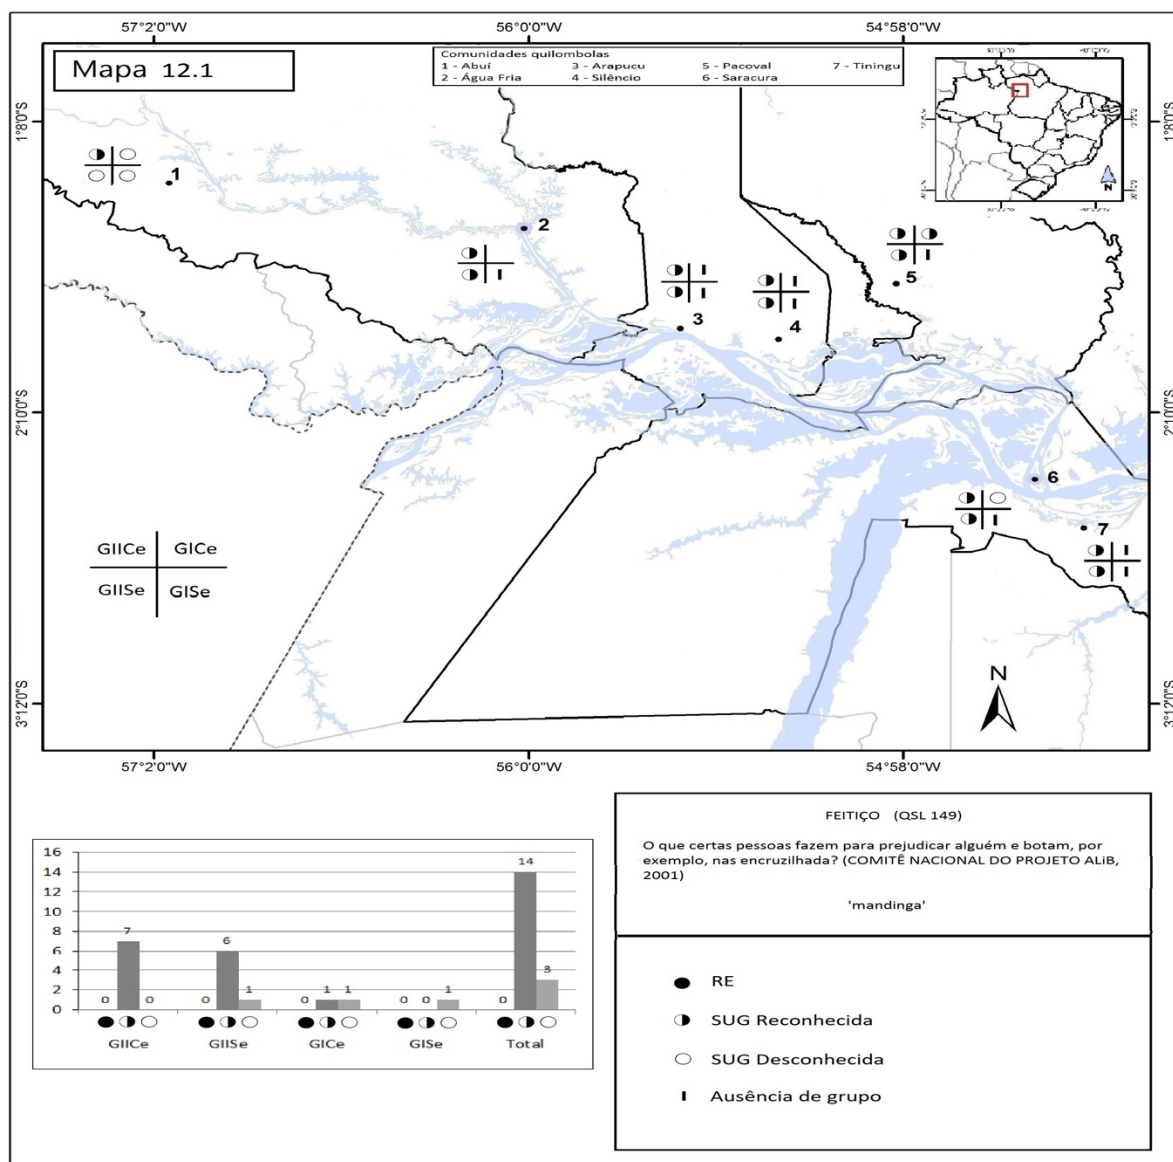 57°2'0"W 56°0'0"W 54°58'0"W
Mapa 12.1
Comunidades quilombolas
1 - Abuí 3 - Arapucu 5 - Pacoval 7 - Tiningu
2 - Água Fria 4 - Silêncio 6 - Saracura
N
1°8'0"S 1°8'0"S
1
2
3
4
5
2°10'0"S 2°10'0"S
6
7
GIICe GICe
GIISe GISe
N
3°12'0"S 3°12'0"S
57°2'0"W 56°0'0"W 54°58'0"W
FEITIÇO (QSL 149)
O que certas pessoas fazem para prejudicar alguém e botam, por
exemplo, nas encruzilhada? (COMITÊ NACIONAL DO PROJETO ALiB,
2001)
'mandinga'
RE
SUG Reconhecida
SUG Desconhecida
I Ausência de grupo
16
14
12
10
8
6
4
2
0
0 7 0 0 6 1 0 1 1 0 0 1 0 14 3
GIICe GIISe GICe GISe Total